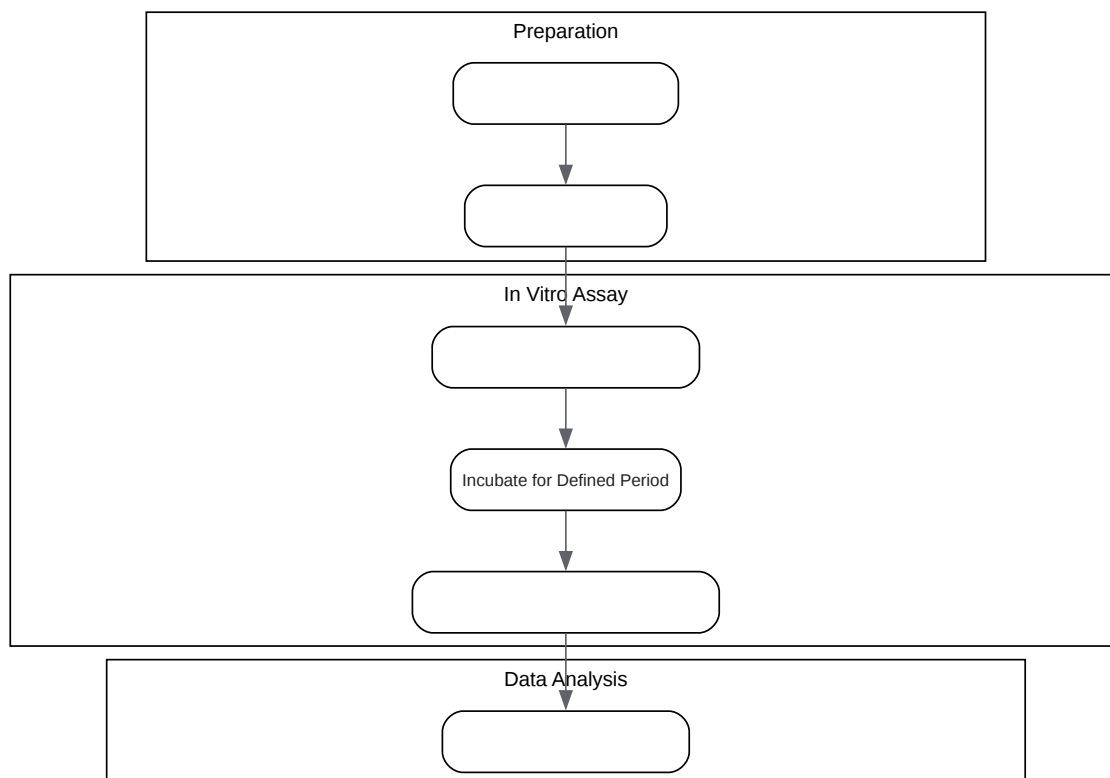 Preparation
In Vitro Assay
Incubate for Defined Period
Data Analysis